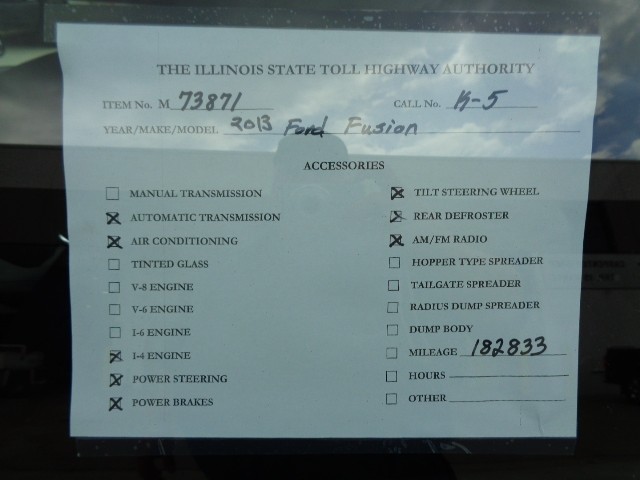 THE ILLINOIS STATE TOLL HIGHWAY AUTHORITY
ITEM No. M 73871 CALL No. K-5
YEAR/MAKE/MODEL 2013 Ford Fusion
ACCESSORIES
MANUAL TRANSMISSION
AUTOMATIC TRANSMISSION
AIR CONDITIONING
TINTED GLASS
V-8 ENGINE
V-6 ENGINE
I-6 ENGINE
I-4 ENGINE
POWER STEERING
POWER BRAKES
TILT STEERING WHEEL
REAR DEFROSTER
AM/FM RADIO
HOPPER TYPE SPREADER
TAILGATE SPREADER
RADIUS DUMP SPREADER
DUMP BODY
MILEAGE 182833
HOURS
OTHER